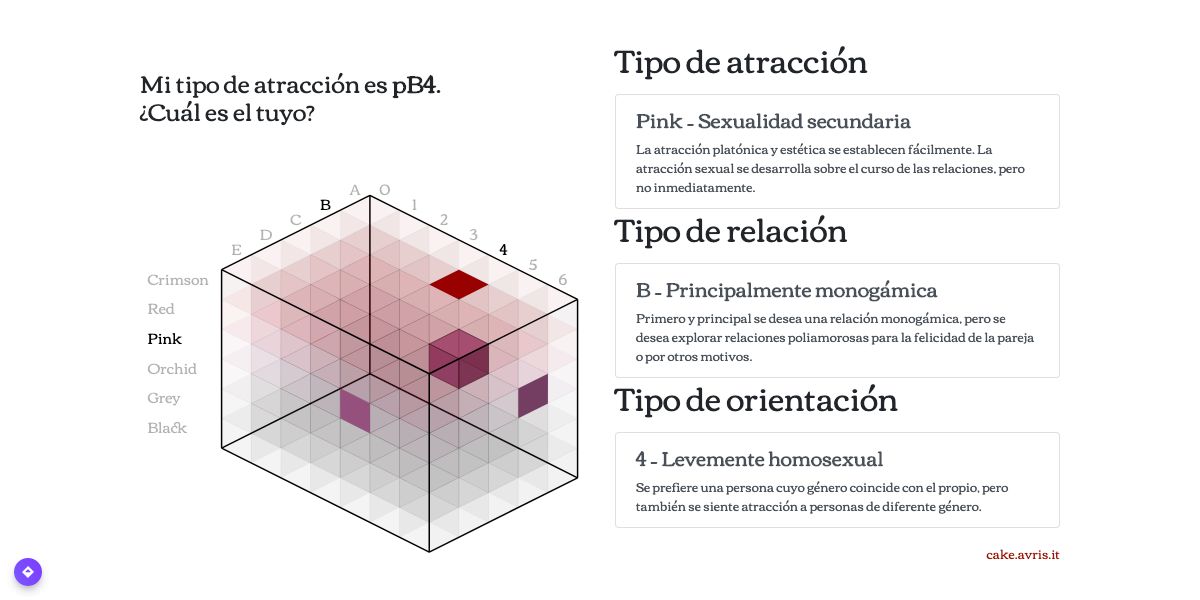 Mi tipo de atracción es pB4.
¿Cuál es el tuyo?
A 0
B 1
C 2
D 3
E 4
5
6
Crimson
Red
Pink
Orchid
Grey
Black
Tipo de atracción
Pink - Sexualidad secundaria
La atracción platónica y estética se establecen fácilmente. La
atracción sexual se desarrolla sobre el curso de las relaciones, pero
no inmediatamente.
Tipo de relación
B - Principalmente monogámica
Primero y principal se desea una relación monogámica, pero se
desea explorar relaciones poliamorosas para la felicidad de la pareja
o por otros motivos.
Tipo de orientación
4 - Levemente homosexual
Se prefiere una persona cuyo género coincide con el propio, pero
también se siente atracción a personas de diferente género.
cake.avris.it